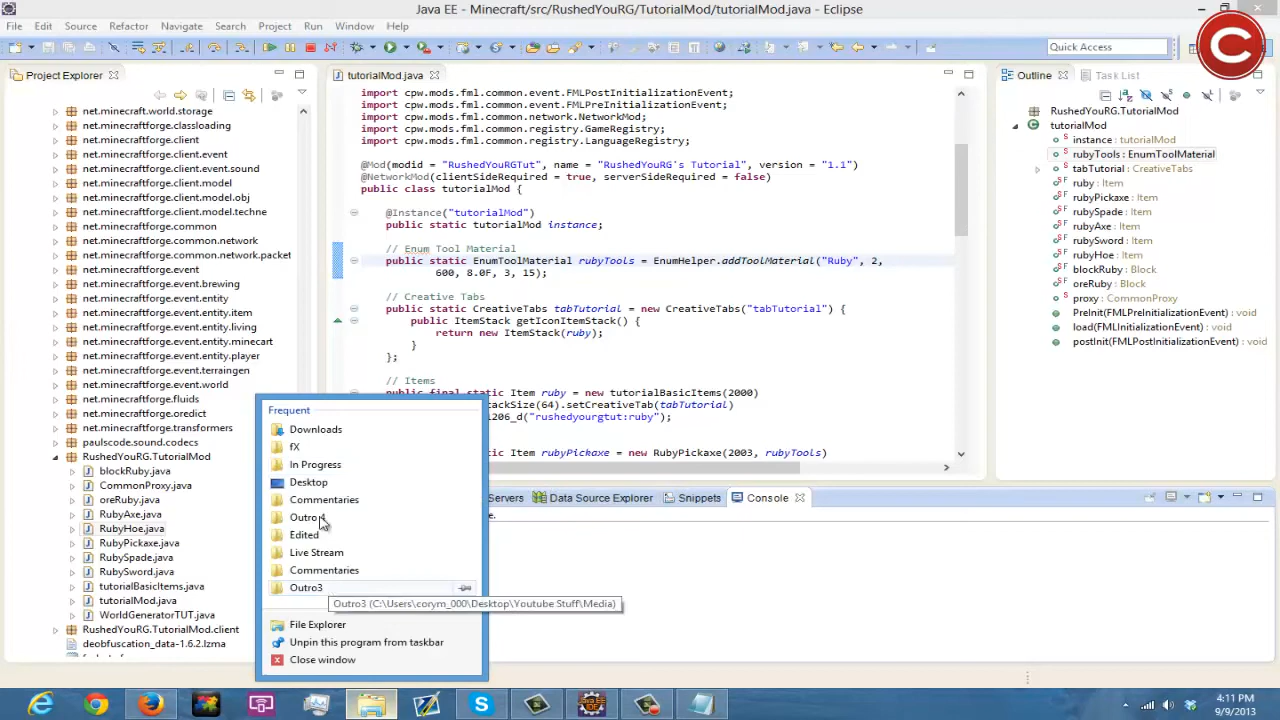 Java EE - Minecraft/src/RushedYouRG/TutorialMod/tutorialMod.java - Eclipse
File Edit Source Refactor Navigate Search Project Run Window Help
Quick Access
C
Project Explorer
net.minecraft.world.storage
net.minecraftforge.classloading
net.minecraftforge.client
net.minecraftforge.client.event
net.minecraftforge.client.event.sound
net.minecraftforge.client.model
net.minecraftforge.client.model.obj
net.minecraftforge.client.model.techne
net.minecraftforge.common
net.minecraftforge.common.network
net.minecraftforge.common.network.packet
net.minecraftforge.event
net.minecraftforge.event.brewing
net.minecraftforge.event.entity
net.minecraftforge.event.entity.item
net.minecraftforge.event.entity.living
net.minecraftforge.event.entity.minecart
net.minecraftforge.event.entity.player
net.minecraftforge.event.terraingen
net.minecraftforge.event.world
net.minecraftforge.fluids
net.minecraftforge.oredict
net.minecraftforge.transformers
paulscode.sound.codecs
RushedYouRG.TutorialMod
blockRuby.java
CommonProxy.java
oreRuby.java
RubyAxe.java
RubyHoe.java
RubyPickaxe.java
RubySpade.java
RubySword.java
tutorialBasicItems.java
tutorialMod.java
WorldGeneratorTUT.java
RushedYouRG.TutorialMod.client
deobfuscation_data-1.6.2.lzma
tutorialMod.java
import cpw.mods.fml.common.event.FMLPostInitializationEvent;
import cpw.mods.fml.common.event.FMLPreInitializationEvent;
import cpw.mods.fml.common.network.NetworkMod;
import cpw.mods.fml.common.registry.GameRegistry;
import cpw.mods.fml.common.registry.LanguageRegistry;
@Mod(modid = "RushedYouRGTut", name = "RushedYouRG's Tutorial", version = "1.1")
@NetworkMod(clientSideRequired = true, serverSideRequired = false)
public class tutorialMod {
@Instance("tutorialMod")
public static tutorialMod instance;
// Enum Tool Material
public static EnumToolMaterial rubyTools = EnumHelper.addToolMaterial("Ruby", 2,
600, 8.0F, 3, 15);
// Creative Tabs
public static CreativeTabs tabTutorial = new CreativeTabs("tabTutorial") {
public ItemStack getIconItemStack() {
return new ItemStack(ruby);
}
};
// Items
public final static Item ruby = new tutorialBasicItems(2000)
ackSize(64).setCreativeTab(tabTutorial)
1206_d("rushedyourgtut:ruby");
Item rubyPickaxe = new RubyPickaxe(2003, rubyTools)
Outline
Task List
RushedYouRG.TutorialMod
tutorialMod
instance : tutorialMod
rubyTools : EnumToolMaterial
tabTutorial : CreativeTabs
ruby : Item
rubyPickaxe : Item
rubySpade : Item
rubyAxe : Item
rubySword : Item
rubyHoe : Item
blockRuby : Block
oreRuby : Block
proxy : CommonProxy
PreInit(FMLPreInitializationEvent) : void
load(FMLInitializationEvent) : void
postInit(FMLPostInitializationEvent) : void
Servers Data Source Explorer Snippets Console
Frequent
Downloads
fX
In Progress
Desktop
Commentaries
Outro 4
Edited
Live Stream
Commentaries
Outro3
Outro3 (C:\Users\corym_000\Desktop\Youtube Stuff\Media)
File Explorer
Unpin this program from taskbar
Close window
4:11 PM
9/9/2013